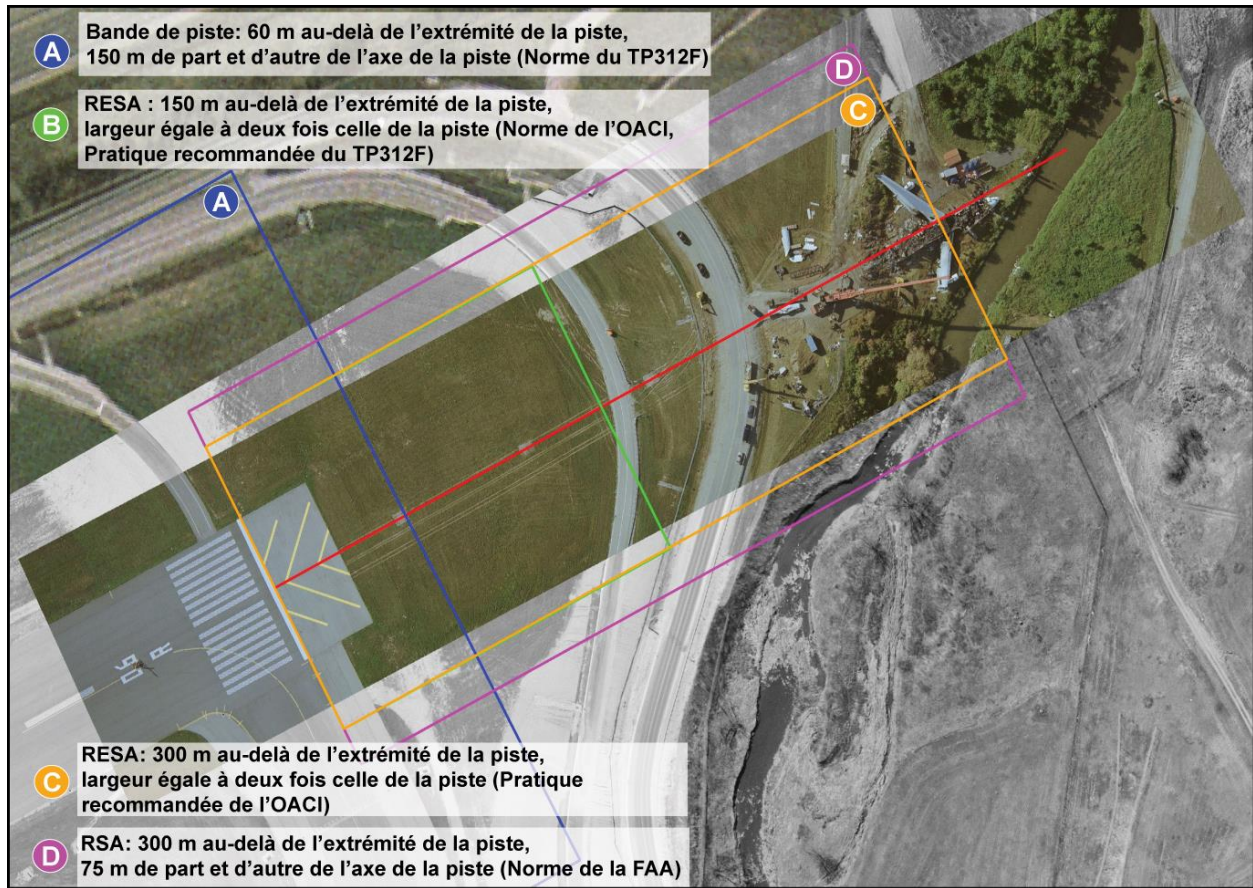 A
Bande de piste: 60 m au-delà de l'extrémité de la piste,
150 m de part et d'autre de l'axe de la piste (Norme du TP312F)
B
RESA : 150 m au-delà de l'extrémité de la piste,
largeur égale à deux fois celle de la piste (Norme de l'OACI,
Pratique recommandée du TP312F)
D
C
A
C
RESA: 300 m au-delà de l'extrémité de la piste,
largeur égale à deux fois celle de la piste (Pratique
recommandée de l'OACI)
D
RSA: 300 m au-delà de l'extrémité de la piste,
75 m de part et d'autre de l'axe de la piste (Norme de la FAA)